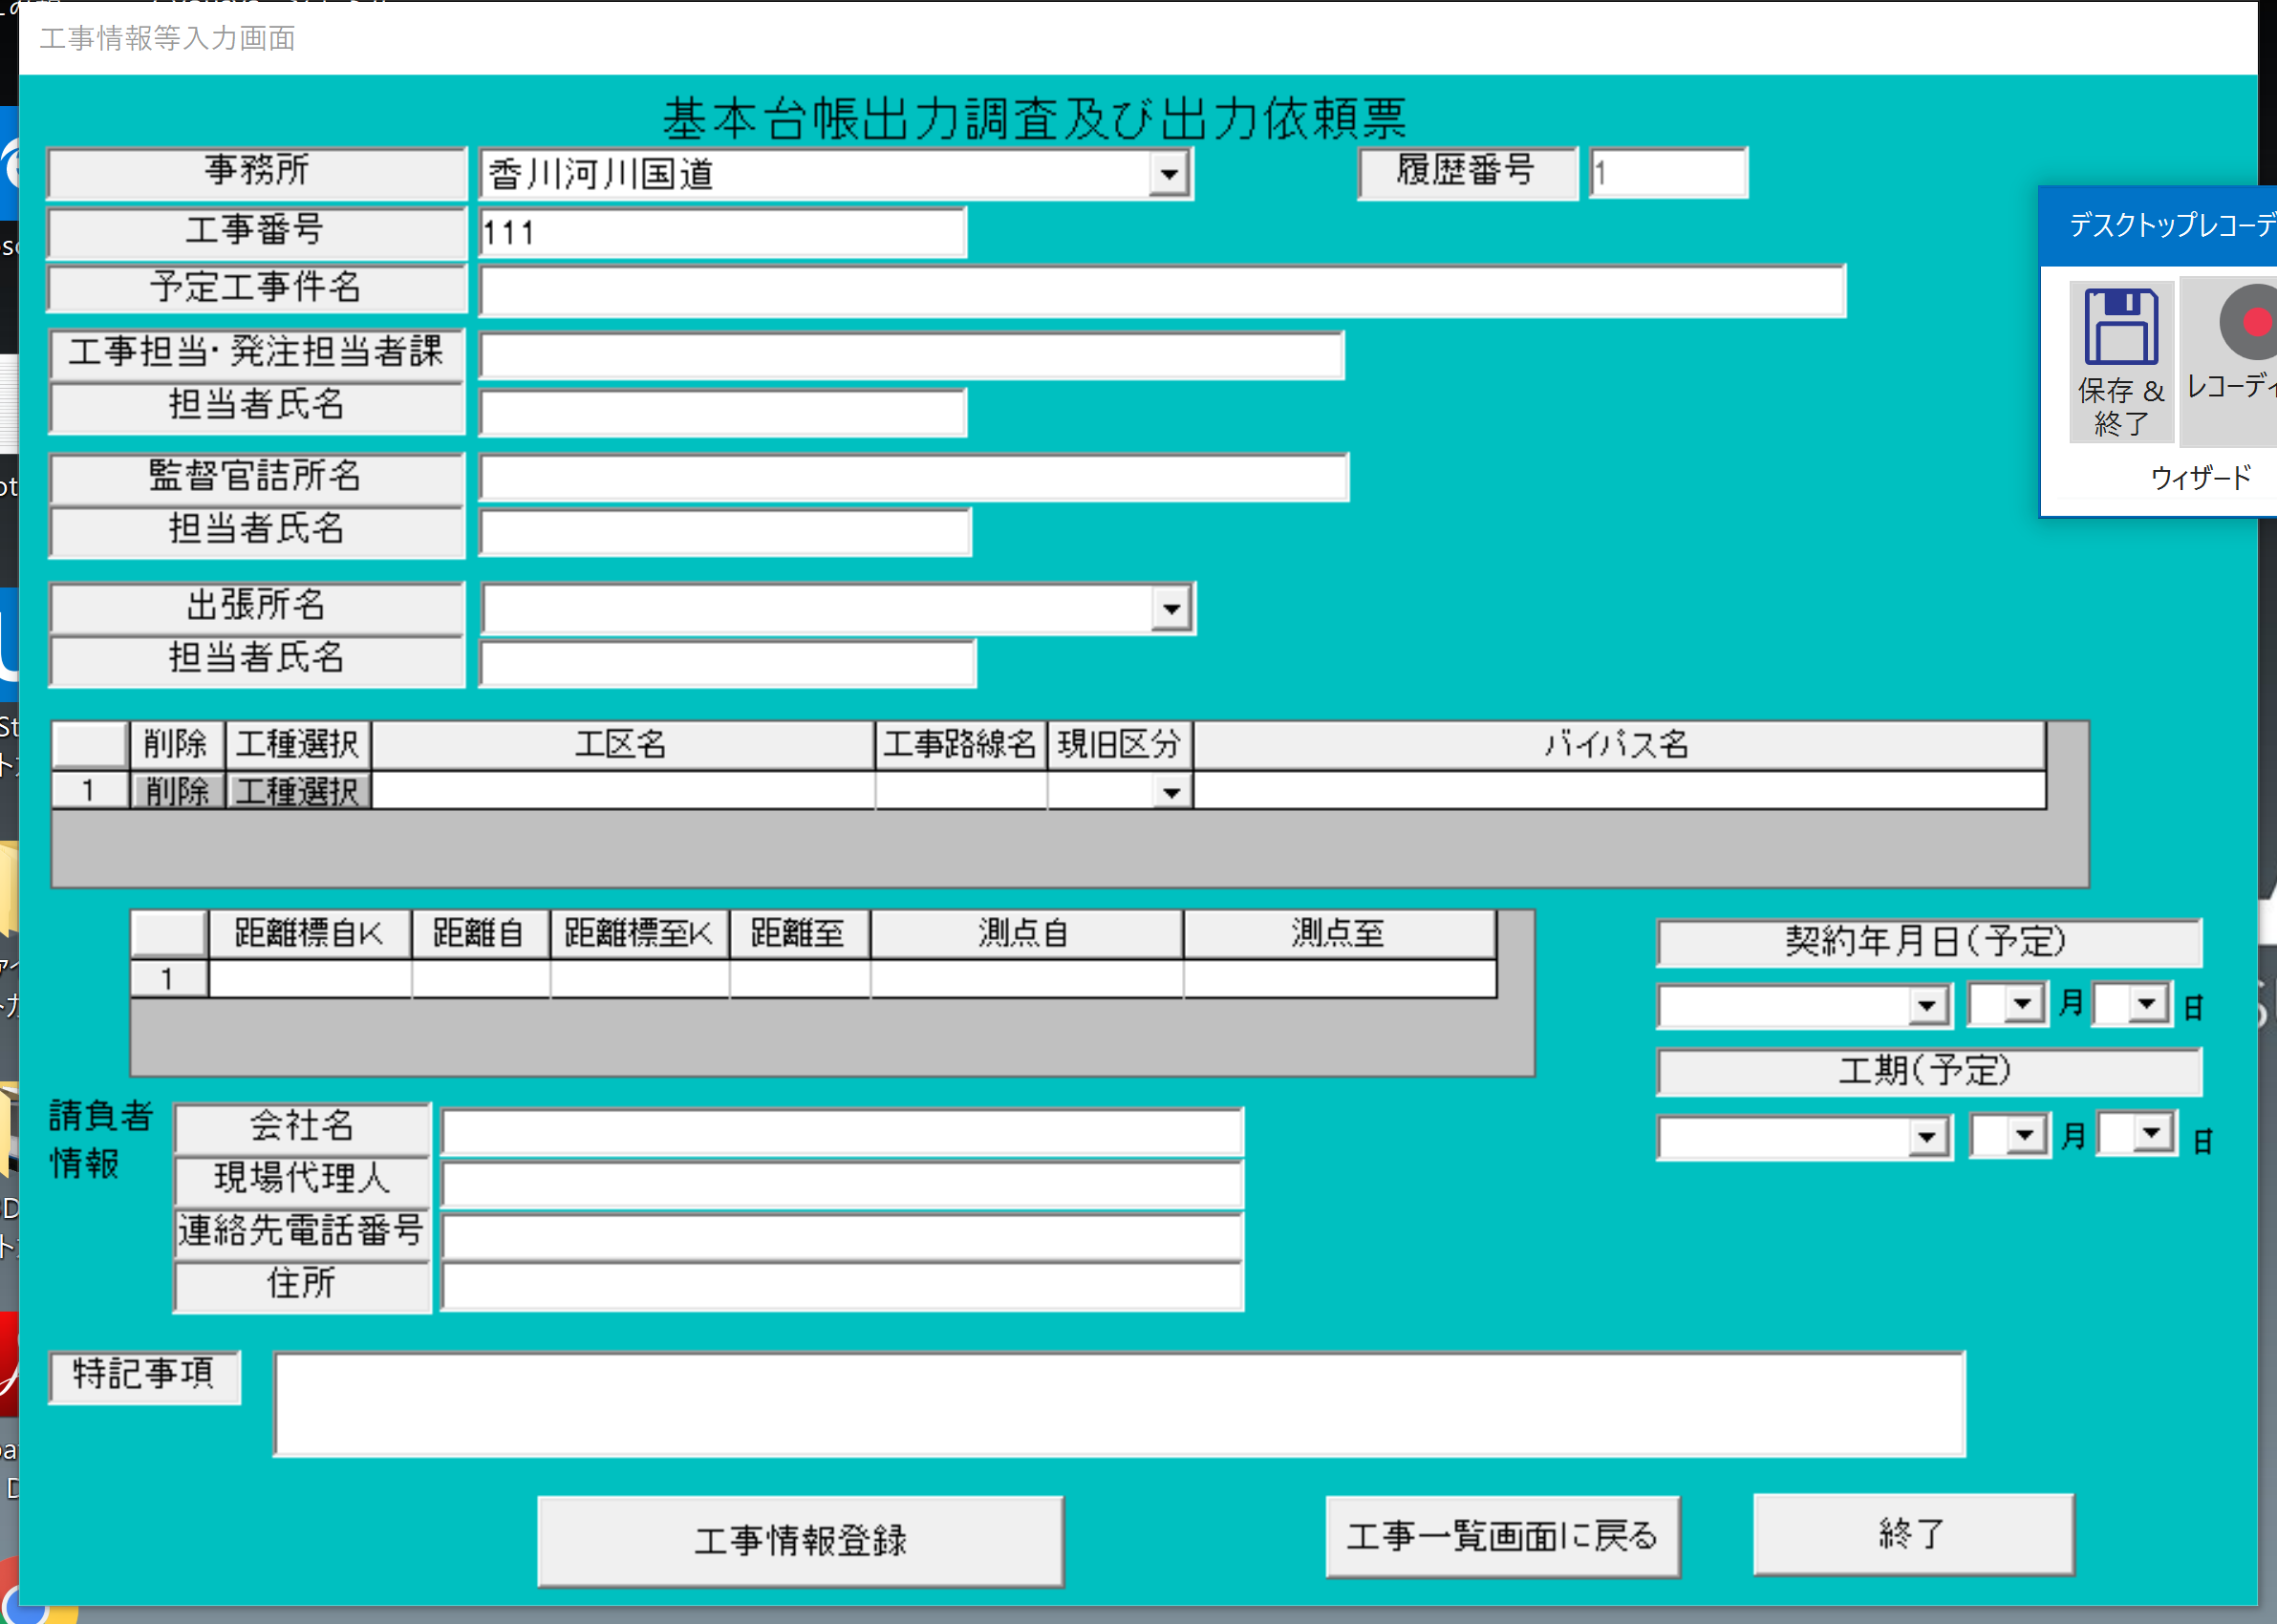 工事情報等入力画面
基本台帳出力調査及び出力依頼票
事務所 香川河川国道 履歴番号 1
工事番号 111
予定工事件名
工事担当・発注担当者課
担当者氏名
監督官詰所名
担当者氏名
出張所名
担当者氏名
削除 工種選択 工区名 工事路線名 現旧区分 バイパス名
1 削除 工種選択
距離標自K 距離自 距離標至K 距離至 測点自 測点至
1
契約年月日(予定)
月 日
工期(予定)
月 日
請負者
情報
会社名
現場代理人
連絡先電話番号
住所
特記事項
工事情報登録 工事一覧画面に戻る 終了
デスクトップレコーデ
保存 &
終了
レコーディ
ウィザード